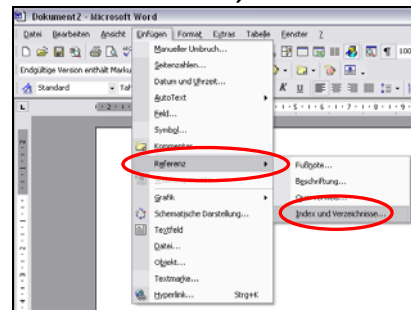 Dokument2 - Microsoft Word
Datei Bearbeiten Ansicht Einfügen Format Extras Tabelle Fenster ?
Manueller Umbruch...
Seitenzahlen...
Endgültige Version enthält Marku
Datum und Uhrzeit...
Standard
AutoText
Feld...
Symbol...
Kommentar
Referenz
Fußnote...
Beschriftung...
Index und Verzeichnisse...
Grafik
Schematische Darstellung...
Textfeld
Datei...
Objekt...
Textmarke...
Hyperlink... Strg+K